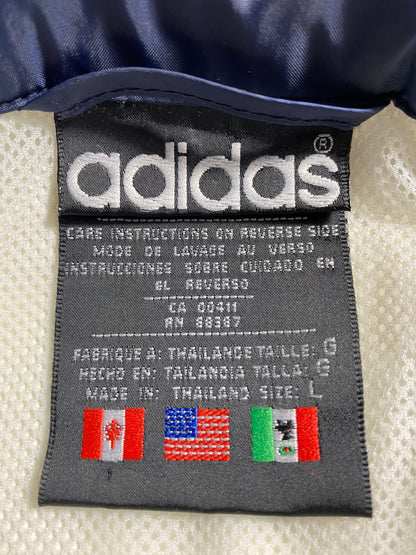 adidas®
CARE INSTRUCTIONS ON REVERSE SIDE
MODE DE LAVAGE AU VERSO
INSTRUCCIONES SOBRE CUIDADO EN
EL REVERSO
CA 00411
RN 88387
FABRIQUE A: THAILANDE TAILLE: G
HECHO EN: TAILANDIA TALLA: G
MADE IN: THAILAND SIZE: L